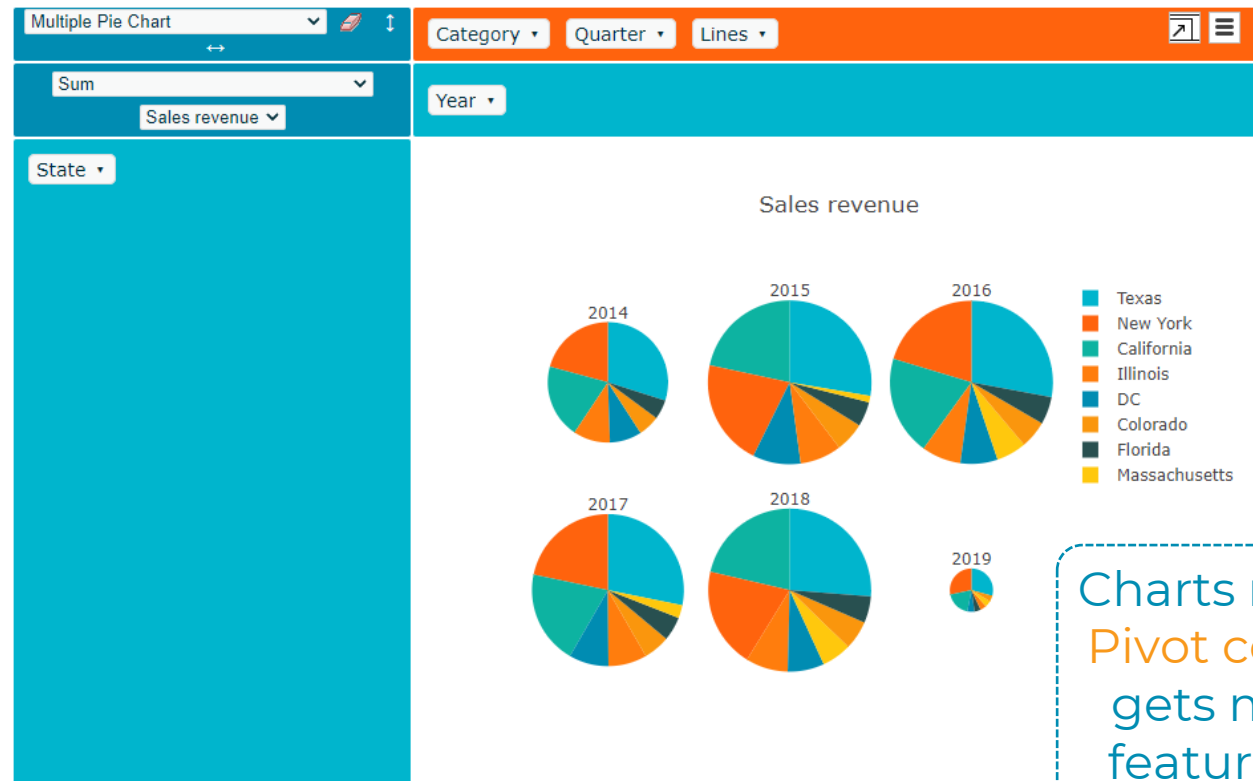 Multiple Pie Chart
↔
↕
Category ▾ Quarter ▾ Lines ▾
Sum
Sales revenue
Year ▾
State ▾
Sales revenue
2014
2015
2016
2017
2018
2019
Texas
New York
California
Illinois
DC
Colorado
Florida
Massachusetts
Charts
Pivot
gets